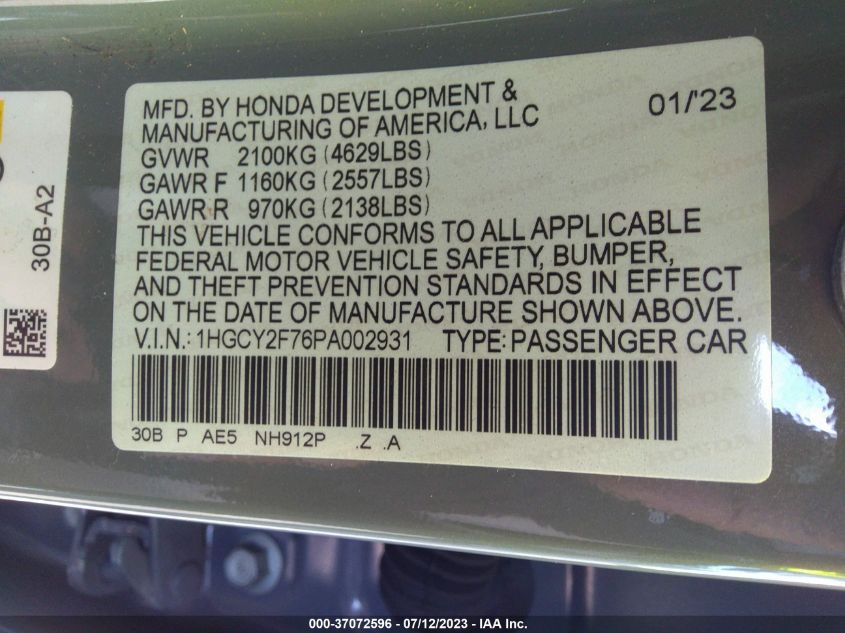 MFD. BY HONDA DEVELOPMENT & 01/'23
MANUFACTURING OF AMERICA, LLC
GVWR 2100KG (4629LBS)
GAWR F 1160KG (2557LBS)
GAWR R 970KG (2138LBS)
THIS VEHICLE CONFORMS TO ALL APPLICABLE
FEDERAL MOTOR VEHICLE SAFETY, BUMPER,
AND THEFT PREVENTION STANDARDS IN EFFECT
ON THE DATE OF MANUFACTURE SHOWN ABOVE.
V.I.N.: 1HGCY2F76PA002931 TYPE: PASSENGER CAR
30B P AE5 NH912P .Z .A
30B-A2
000-37072596 - 07/12/2023 - IAA Inc.